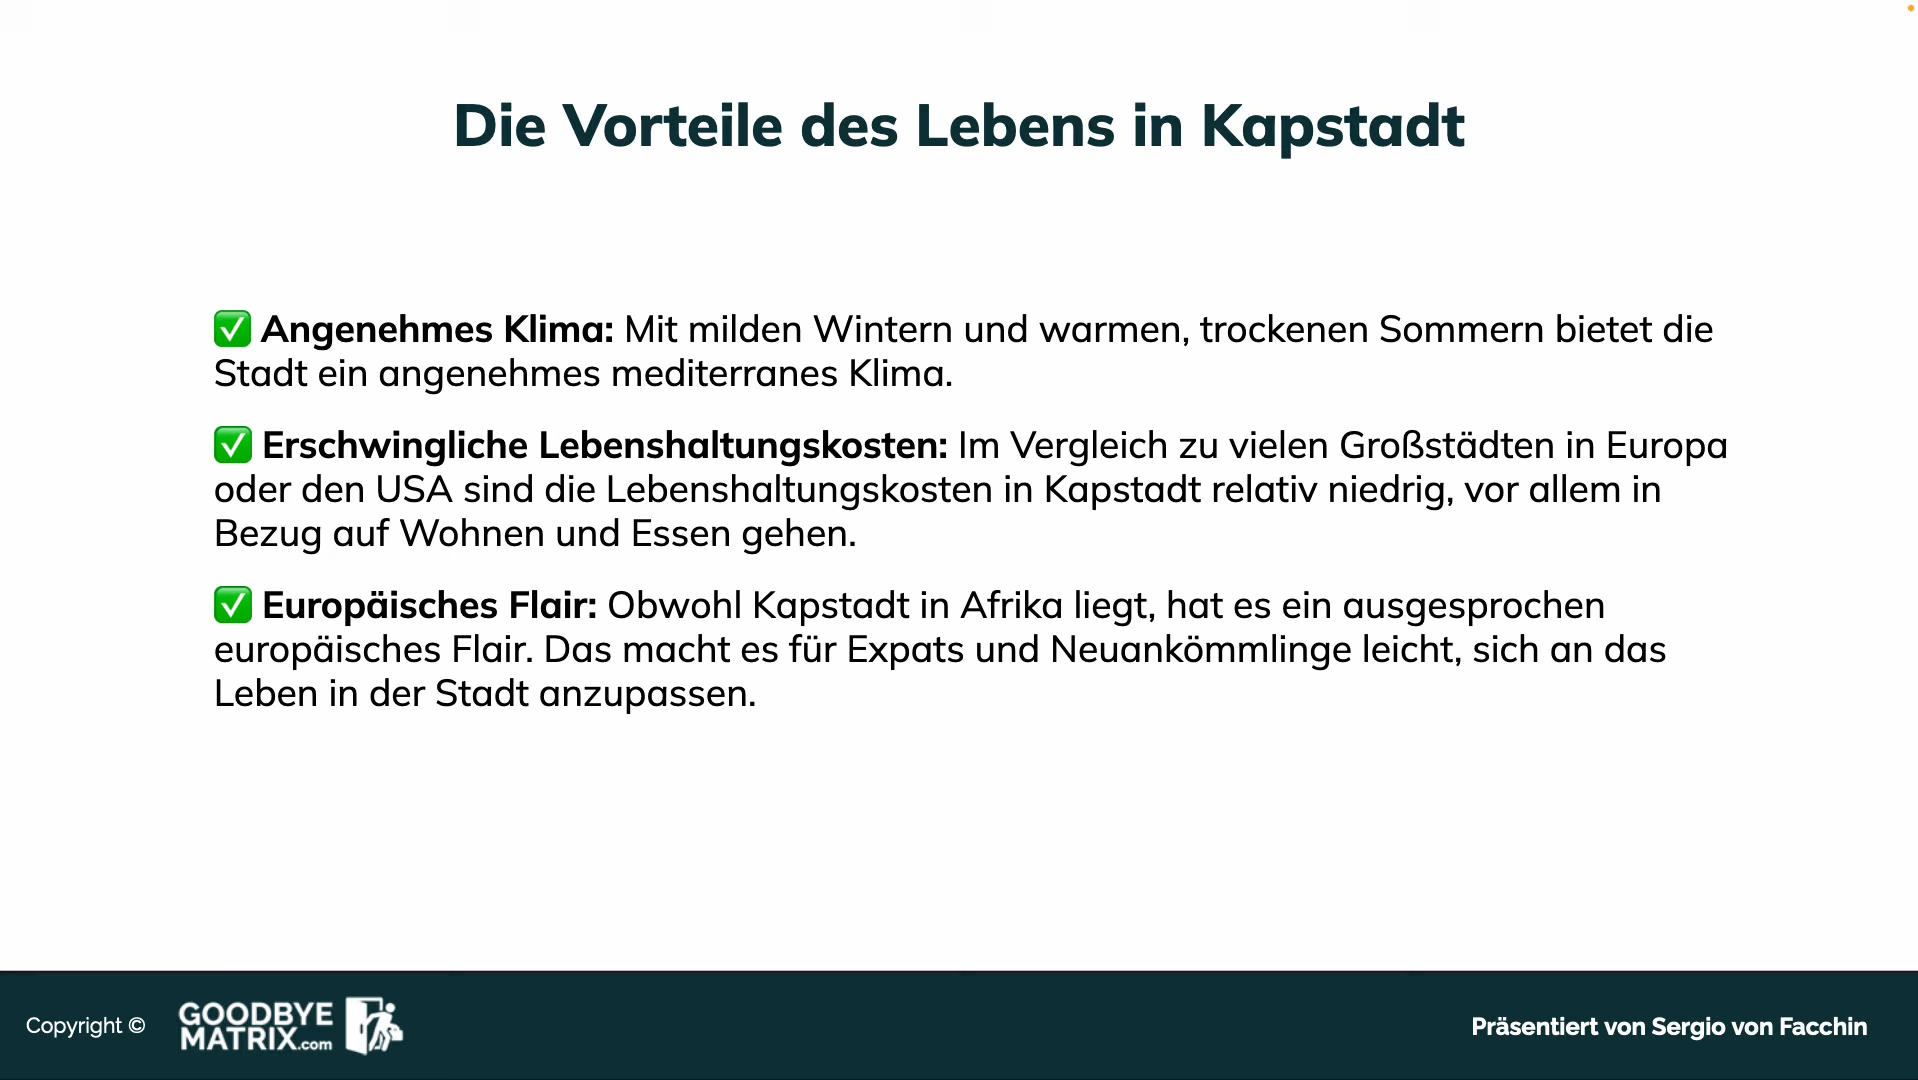 Die Vorteile des Lebens in Kapstadt
✅ Angenehmes Klima: Mit milden Wintern und warmen, trockenen Sommern bietet die
Stadt ein angenehmes mediterranes Klima.
✅ Erschwingliche Lebenshaltungskosten: Im Vergleich zu vielen Großstädten in Europa
oder den USA sind die Lebenshaltungskosten in Kapstadt relativ niedrig, vor allem in
Bezug auf Wohnen und Essen gehen.
✅ Europäisches Flair: Obwohl Kapstadt in Afrika liegt, hat es ein ausgesprochen
europäisches Flair. Das macht es für Expats und Neuankömmlinge leicht, sich an das
Leben in der Stadt anzupassen.
Copyright ©
GOODBYE
MATRIX.com
Präsentiert von Sergio von Facchin